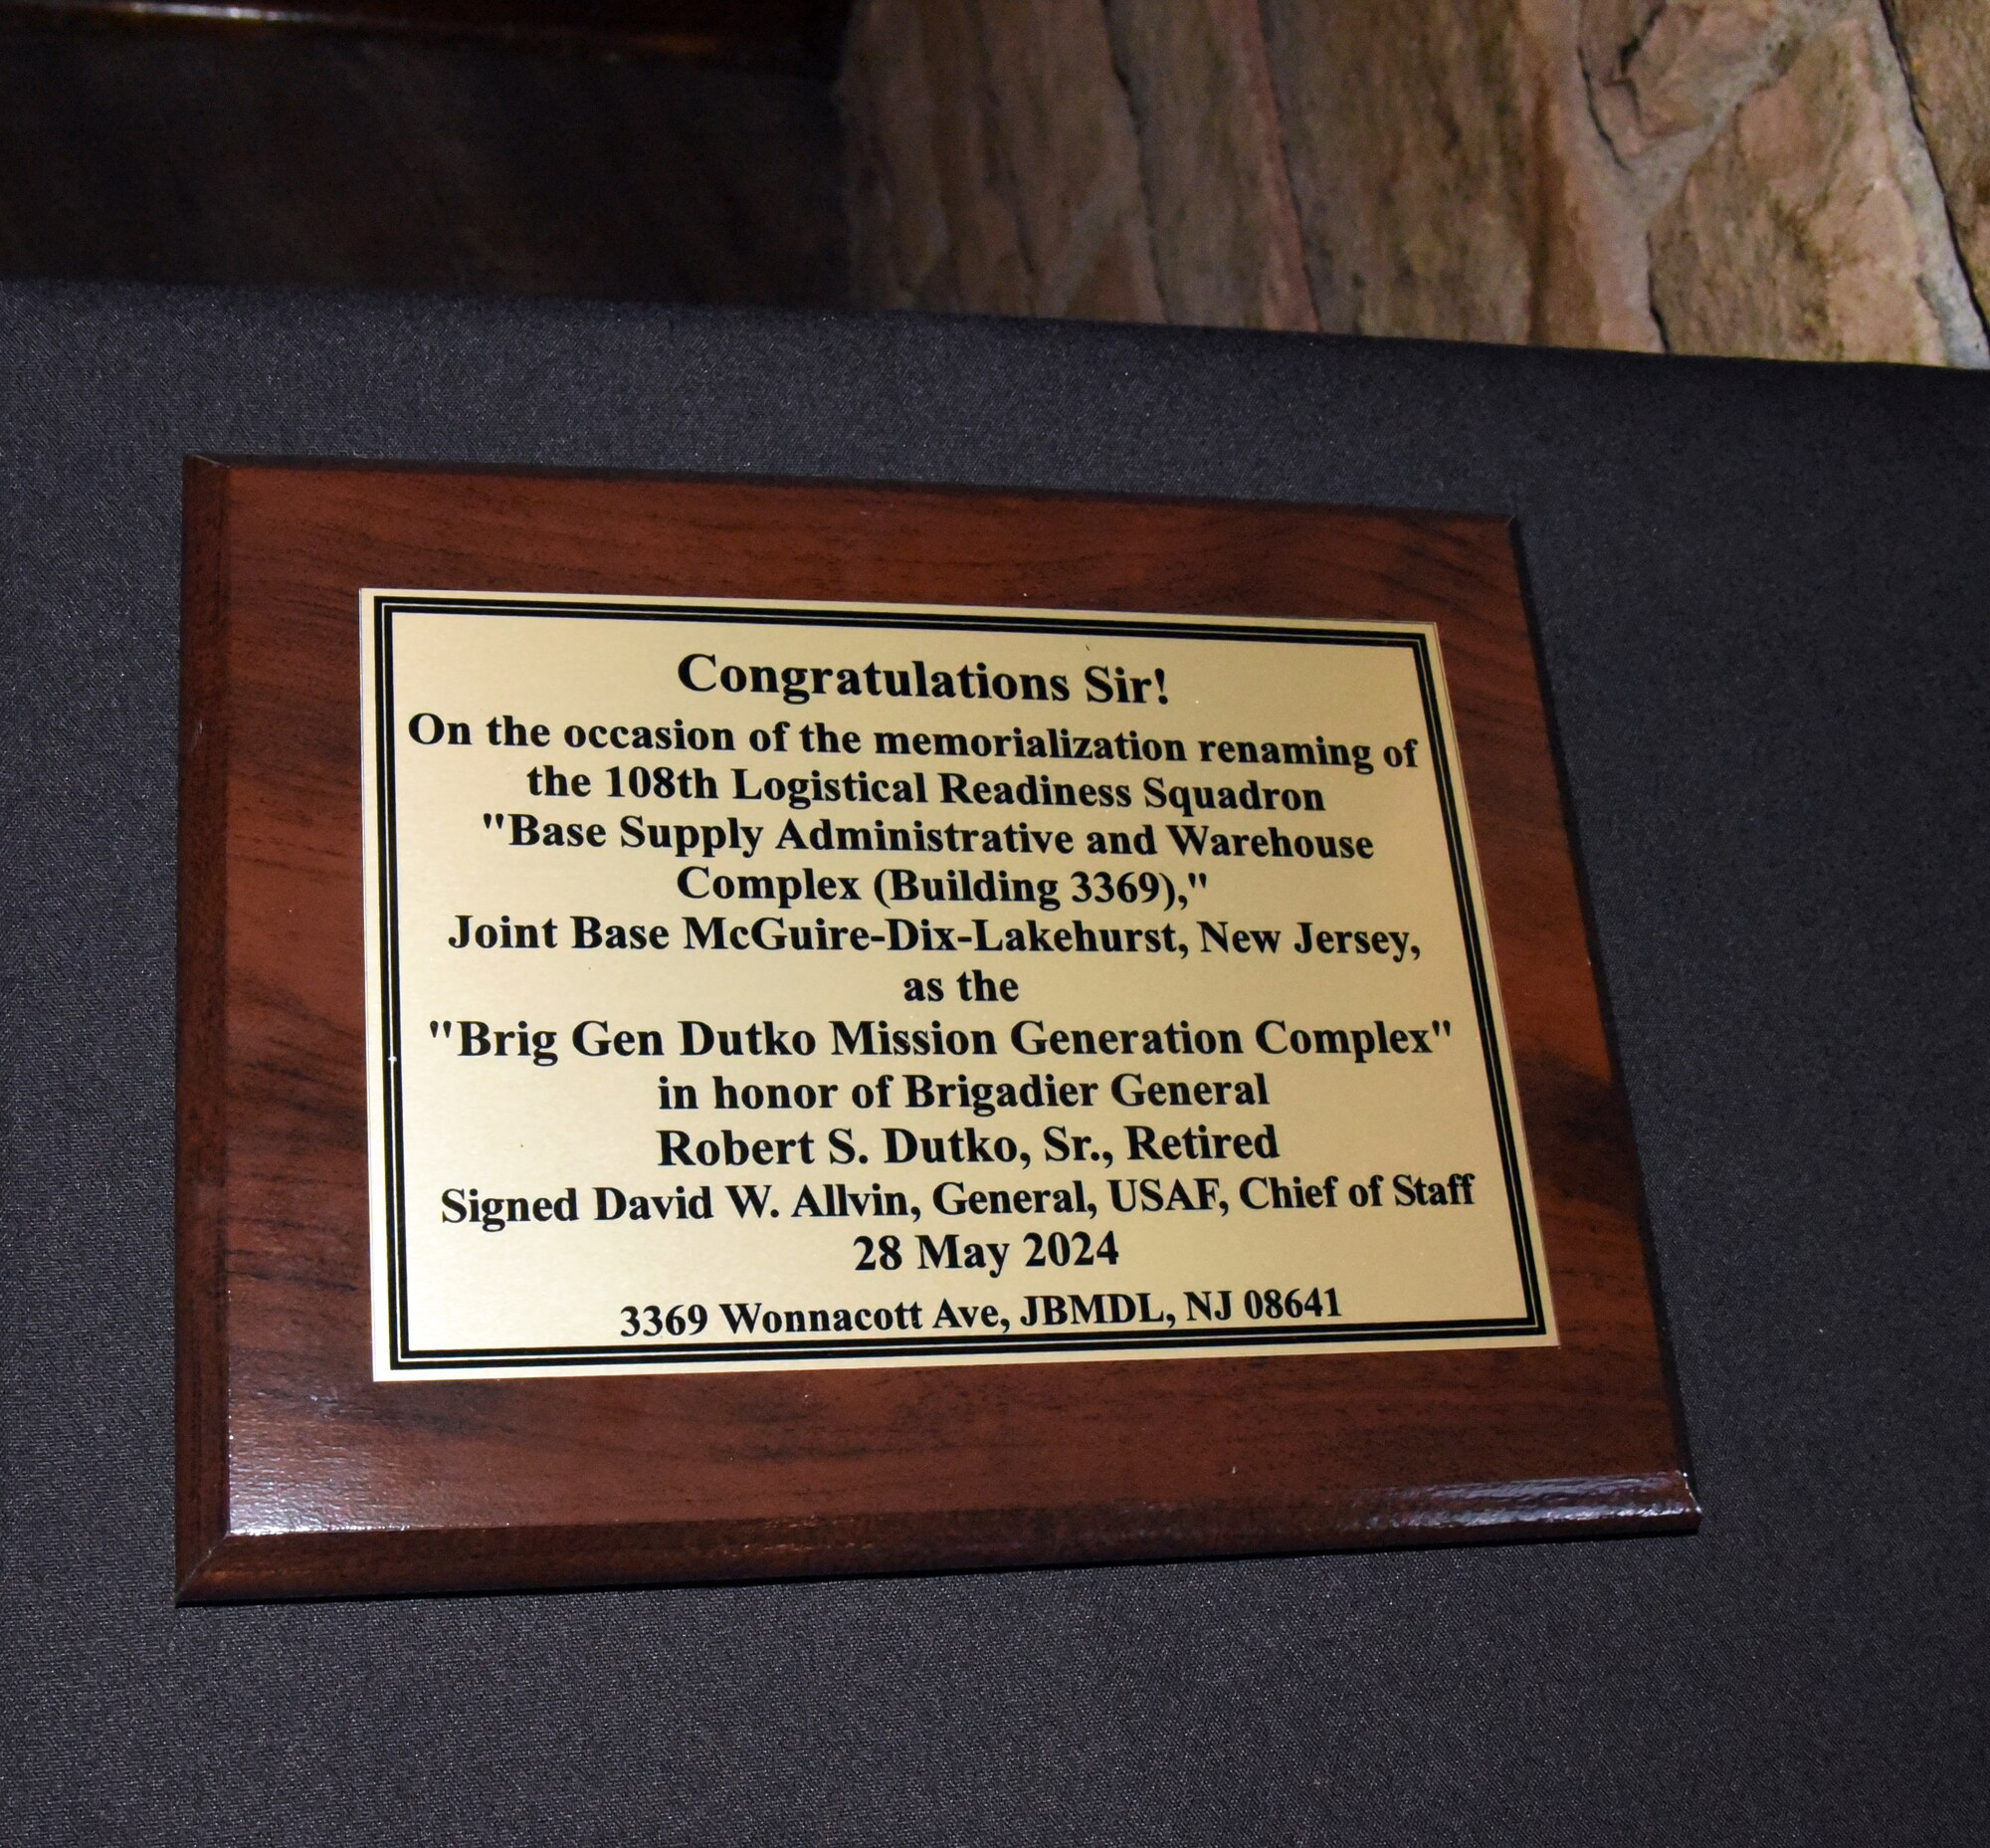 Congratulations Sir!
On the occasion of the memorialization renaming of
the 108th Logistical Readiness Squadron
"Base Supply Administrative and Warehouse
Complex (Building 3369),"
Joint Base McGuire-Dix-Lakehurst, New Jersey,
as the
"Brig Gen Dutko Mission Generation Complex"
in honor of Brigadier General
Robert S. Dutko, Sr., Retired
Signed David W. Allvin, General, USAF, Chief of Staff
28 May 2024
3369 Wonnacott Ave, JBMDL, NJ 08641